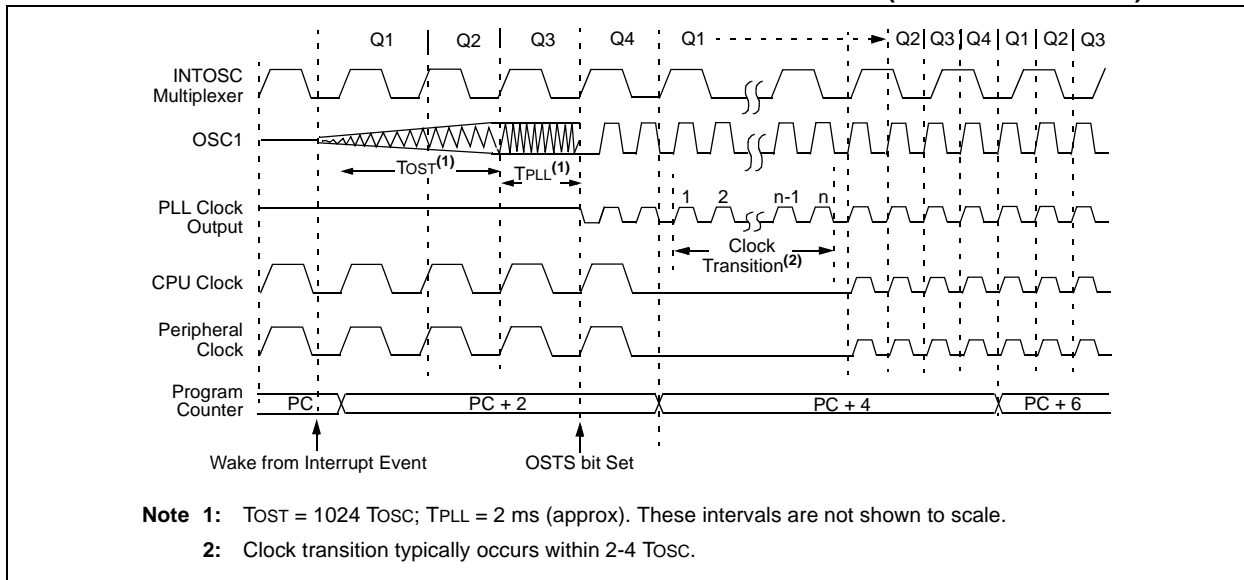 Q1 Q2 Q3 Q4 Q1 Q2 Q3 Q4 Q1 Q2 Q3
INTOSC
Multiplexer
OSC1
TOST(1)
TPLL(1)
1 2 n-1 n
PLL Clock
Output
Clock
Transition(2)
CPU Clock
Peripheral
Clock
Program
Counter
PC PC + 2 PC + 4 PC + 6
Wake from Interrupt Event OSTS bit Set
Note 1: TOST = 1024 TOSC; TPLL = 2 ms (approx). These intervals are not shown to scale.
2: Clock transition typically occurs within 2-4 TOSC.